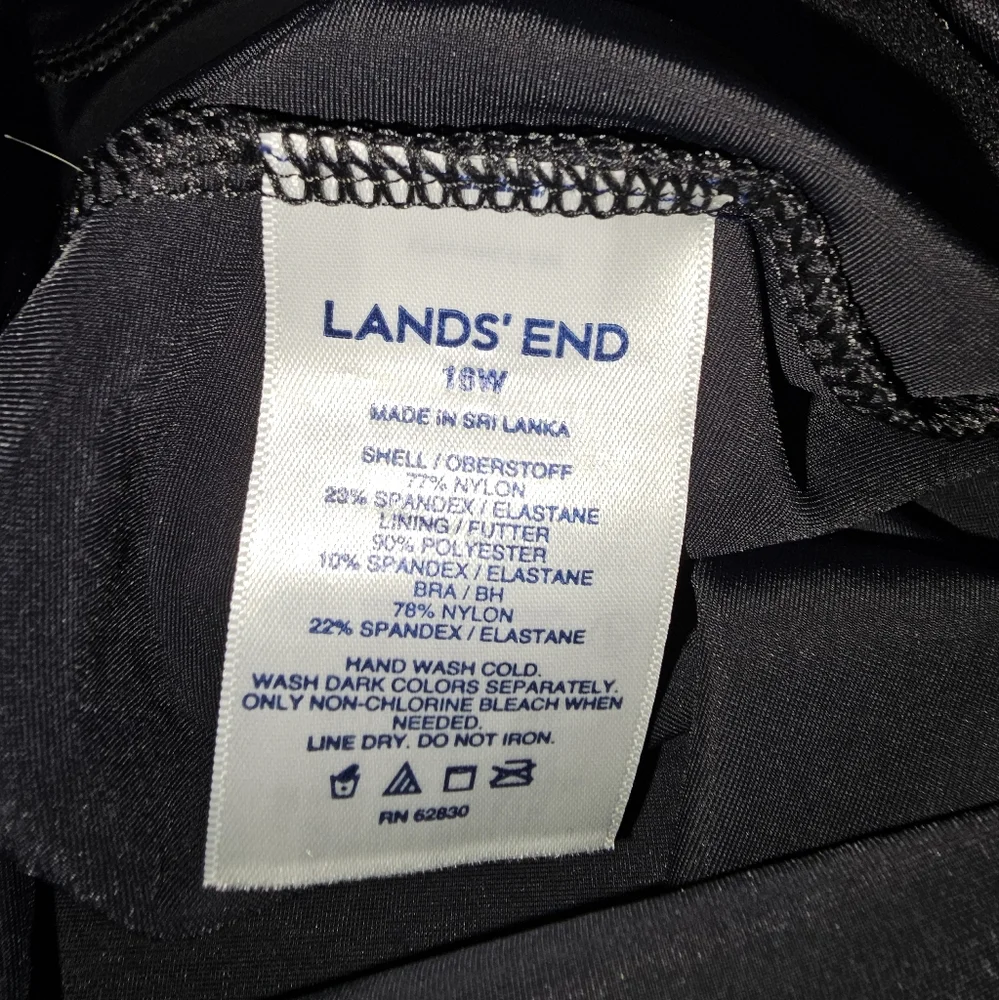 LANDS' END
MADE IN SRI LANKA
SHELL / OBERSTOFF
77% NYLON
23% SPANDEX / ELASTANE
LINING / FUTTER
90% POLYESTER
10% SPANDEX / ELASTANE
BRA / BH
78% NYLON
22% SPANDEX / ELASTANE
HAND WASH COLD.
WASH DARK COLORS SEPARATELY.
ONLY NON-CHLORINE BLEACH WHEN
NEEDED.
LINE DRY. DO NOT IRON.
RN 62830